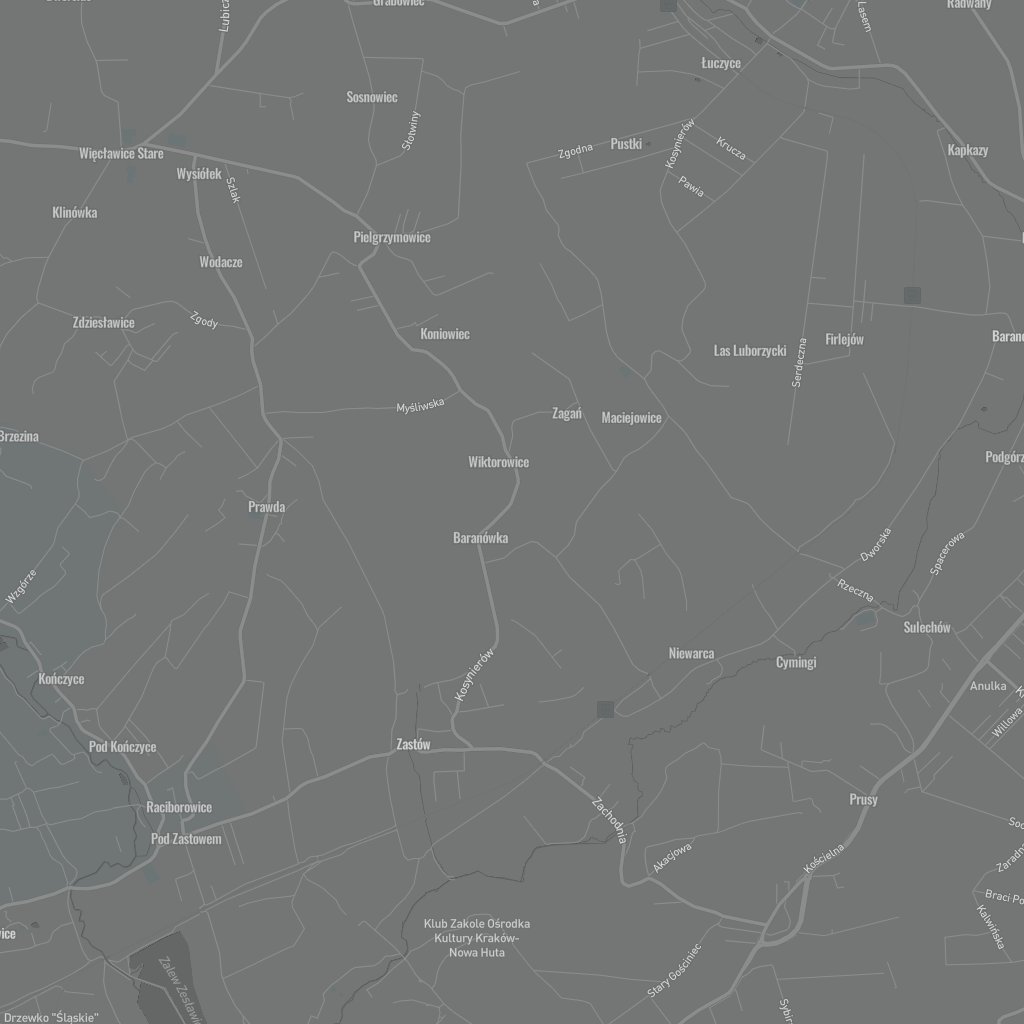 Grabowiec
Radwany
Lasem
Łuczyce
Sosnowiec
Słotwiny
Kosynierów
Krucza
Pustki
Zgodna
Kapkazy
Więcławice Stare
Wysiółek
Szlak
Pawia
Klinówka
Pielgrzymowice
Wodacze
Zdziesławice
Zgody
Koniowiec
Firlejów
Las Luborzycki
Serdeczna
Myśliwska
Zagań
Maciejowice
Brzezina
Wiktorowice
Prawda
Baranówka
Dworska
Spacerowa
Wzgórze
Rzeczna
Sulechów
Niewarca
Cymingi
Kosynierów
Kończyce
Anulka
Willowa
Pod Kończyce
Zastów
Raciborowice
Prusy
Zachodnia
Pod Zastowem
Akacjowa
Kościelna
Braci Po
Kalwińska
Klub Zakole Ośrodka
Kultury Kraków-
Nowa Huta
Stary Gościniec
Drzewko "Śląskie"